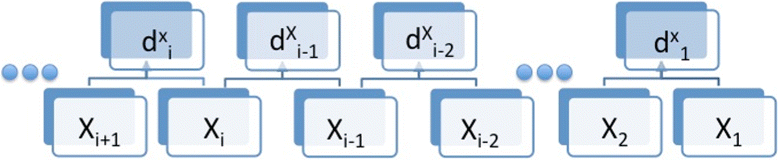 dˣᵢ dˣᵢ₋₁ dˣᵢ₋₂ dˣ₁
Xᵢ₊₁ Xᵢ Xᵢ₋₁ Xᵢ₋₂ X₂ X₁